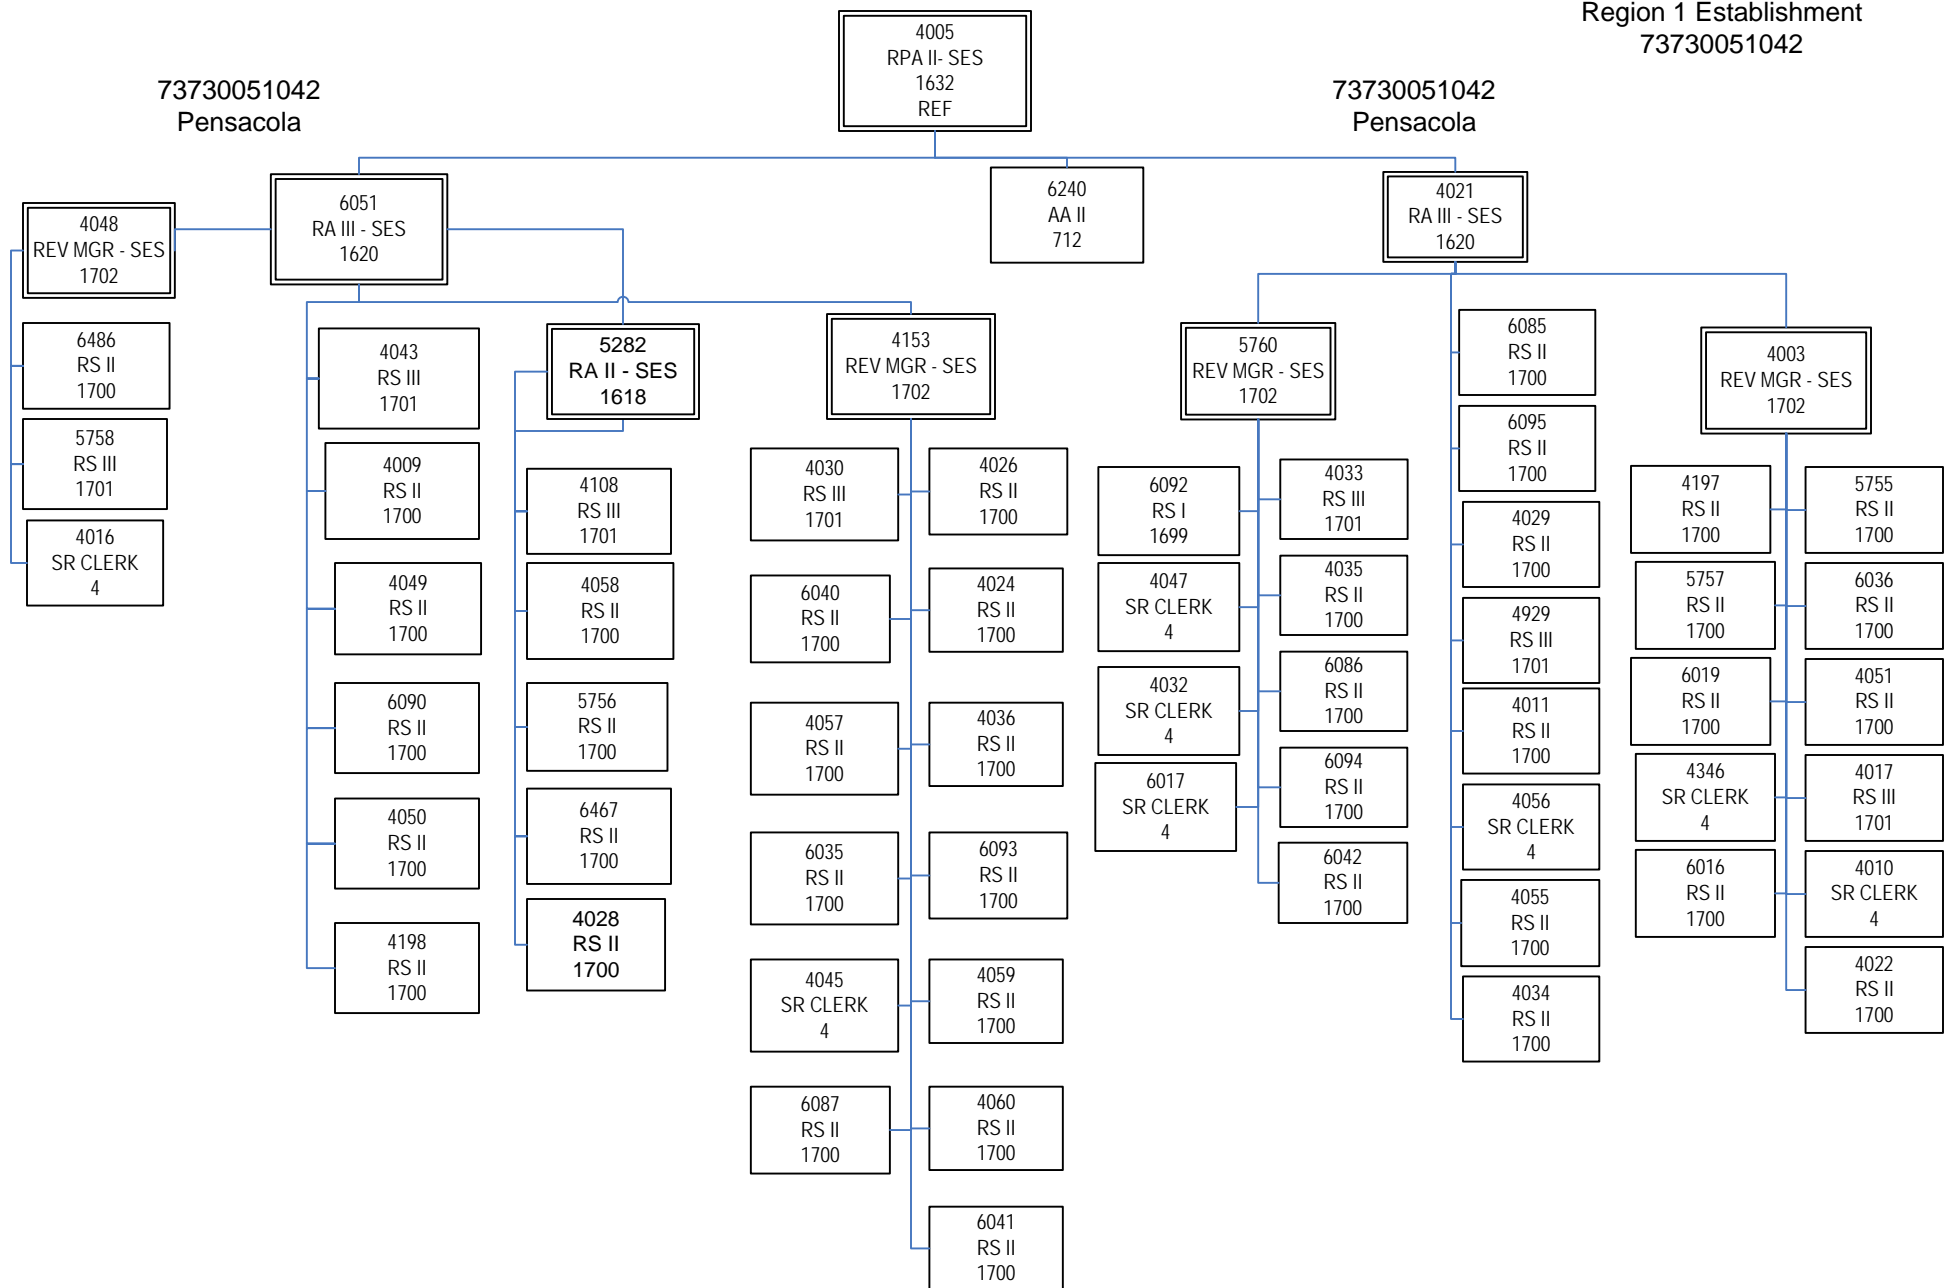 Region 1 Establishment
73730051042
73730051042
Pensacola
73730051042
Pensacola
4005
RPA II- SES
1632
REF
6051
RA III - SES
1620
6240
AA II
712
4021
RA III - SES
1620
4048
REV MGR - SES
1702
6486
RS II
1700
5758
RS III
1701
4016
SR CLERK
4
4043
RS III
1701
4009
RS II
1700
4049
RS II
1700
6090
RS II
1700
4050
RS II
1700
4198
RS II
1700
5282
RA II - SES
1618
4108
RS III
1701
4058
RS II
1700
5756
RS II
1700
6467
RS II
1700
4028
RS II
1700
4153
REV MGR - SES
1702
4030
RS III
1701
4026
RS II
1700
6040
RS II
1700
4024
RS II
1700
4057
RS II
1700
4036
RS II
1700
6035
RS II
1700
6093
RS II
1700
4045
SR CLERK
4
4059
RS II
1700
6087
RS II
1700
4060
RS II
1700
6041
RS II
1700
5760
REV MGR - SES
1702
6092
RS I
1699
4033
RS III
1701
4047
SR CLERK
4
4035
RS II
1700
4032
SR CLERK
4
6086
RS II
1700
6017
SR CLERK
4
6094
RS II
1700
6042
RS II
1700
6085
RS II
1700
6095
RS II
1700
4029
RS II
1700
4929
RS III
1701
4011
RS II
1700
4056
SR CLERK
4
4055
RS II
1700
4034
RS II
1700
4003
REV MGR - SES
1702
4197
RS II
1700
5755
RS II
1700
5757
RS II
1700
6036
RS II
1700
6019
RS II
1700
4051
RS II
1700
4346
SR CLERK
4
4017
RS III
1701
6016
RS II
1700
4010
SR CLERK
4
4022
RS II
1700